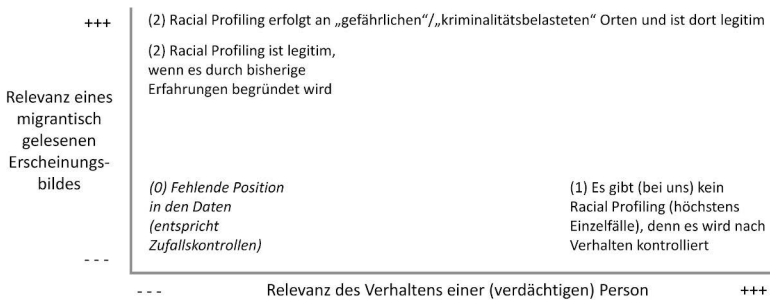 +++
(2) Racial Profiling erfolgt an „gefährlichen“/„kriminalitätsbelasteten“ Orten und ist dort legitim
(2) Racial Profiling ist legitim,
wenn es durch bisherige
Erfahrungen begründet wird
Relevanz eines
migrantisch
gelesenen
Erscheinungs-
bildes
(0) Fehlende Position
in den Daten
(entspricht
Zufallskontrollen)
(1) Es gibt (bei uns) kein
Racial Profiling (höchstens
Einzelfälle), denn es wird nach
Verhalten kontrolliert
- - -
- - -
Relevanz des Verhaltens einer (verdächtigen) Person
+++